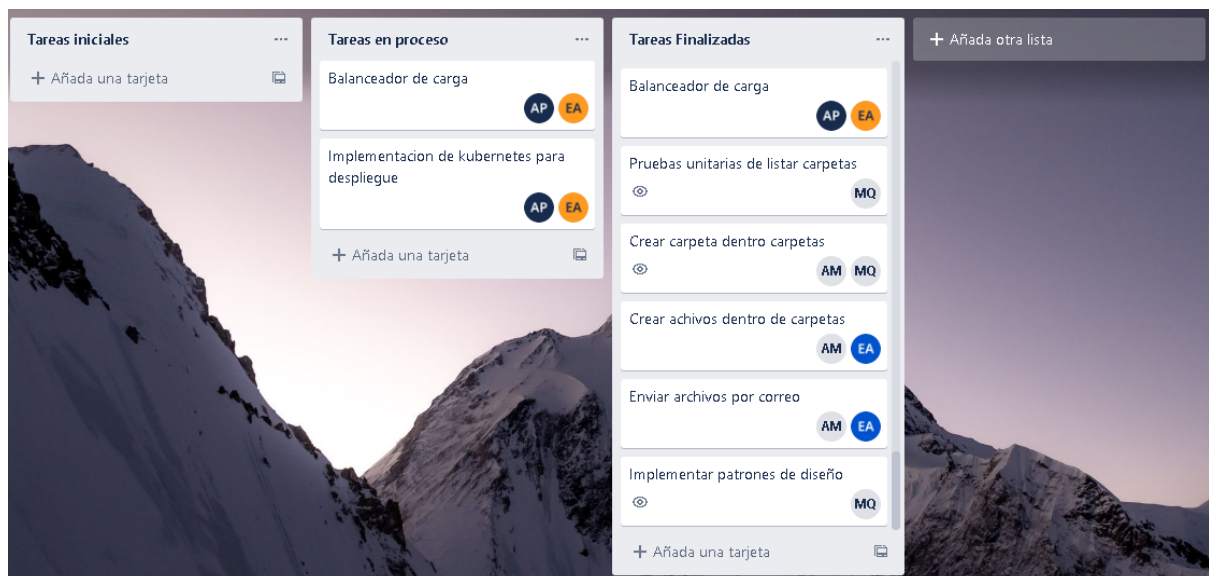 Tareas iniciales
Añada una tarjeta
Tareas en proceso
Balanceador de carga
AP EA
Implementacion de kubernetes para
despliegue
AP EA
Añada una tarjeta
Tareas Finalizadas
Balanceador de carga
AP EA
Pruebas unitarias de listar carpetas
MQ
Crear carpeta dentro carpetas
AM MQ
Crear achivos dentro de carpetas
AM EA
Enviar archivos por correo
AM EA
Implementar patrones de diseño
MQ
Añada una tarjeta
Añada otra lista